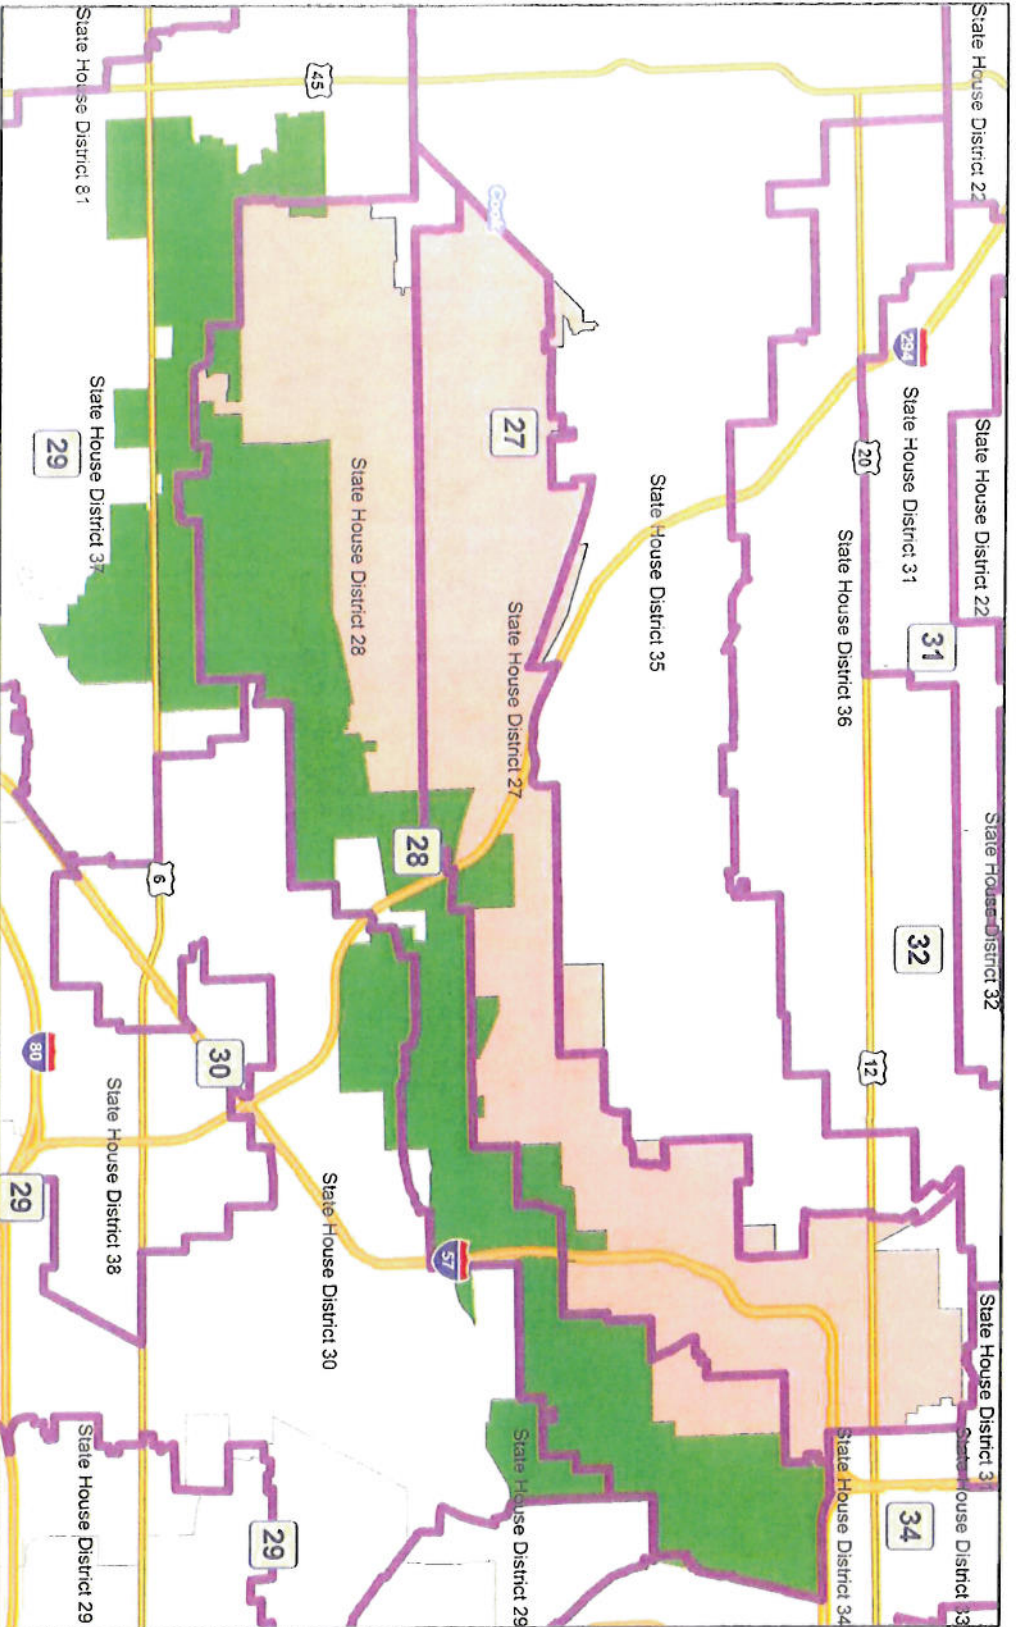 State House District 22
State House District 22
State House District 32
State House District 31
State House District 33
294
State House District 31
31
32
34
20
12
State House District 36
State House District 34
45
Cook
State House District 35
27
State House District 27
State House District 29
State House District 28
28
57
State House District 30
30
29
6
State House District 81
State House District 37
29
State House District 38
State House District 29
80
29